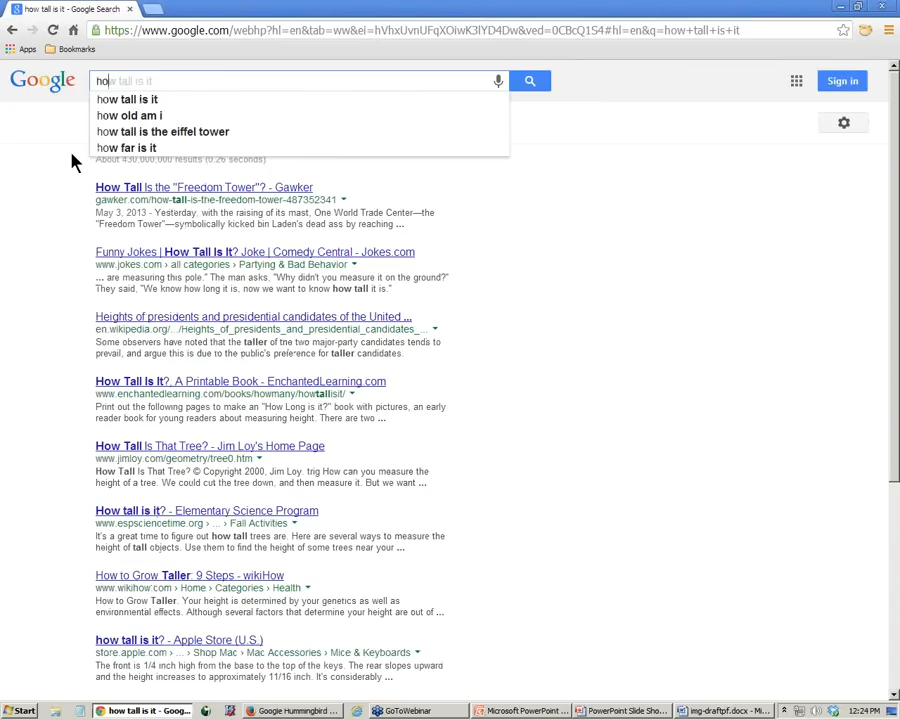 how tall is it - Google Search
https://www.google.com/webhp?hl=en&tab=ww&ei=hVhxUvnUFqXOiwK3lYD4Dw&ved=0CBcQ1S4#hl=en&q=how+tall+is+it
Apps Bookmarks
Google how tall is it Sign in
how tall is it
how old am i
how tall is the eiffel tower
how far is it
About 430,000,000 results (0.26 seconds)
How Tall Is the "Freedom Tower"? - Gawker
gawker.com/how-tall-is-the-freedom-tower-487352341
May 3, 2013 - Yesterday, with the raising of its mast, One World Trade Center—the
"Freedom Tower"—symbolically kicked bin Laden's dead ass by reaching ...
Funny Jokes | How Tall Is It? Joke | Comedy Central - Jokes.com
www.jokes.com › all categories › Partying & Bad Behavior
... are measuring this pole." The man asks, "Why didn't you measure it on the ground?"
They said, "We know how long it is, now we want to know how tall it is."
Heights of presidents and presidential candidates of the United ...
en.wikipedia.org/.../Heights_of_presidents_and_presidential_candidates_...
Some observers have noted that the taller of the two major-party candidates tends to
prevail, and argue this is due to the public's preference for taller candidates.
How Tall Is It?, A Printable Book - EnchantedLearning.com
www.enchantedlearning.com/books/howmany/howtallisit/
Print out the following pages to make an "How Long is it?" book with pictures, an early
reader book for young readers about measuring height. There are two ...
How Tall Is That Tree? - Jim Loy's Home Page
www.jimloy.com/geometry/tree0.htm
How Tall Is That Tree? © Copyright 2000, Jim Loy. trig How can you measure the
height of a tree. We could cut the tree down, and then measure it. But we want ...
How tall is it? - Elementary Science Program
www.espsciencetime.org › ... › Fall Activities
It's a great time to figure out how tall trees are. Here are several ways to measure the
height of tall objects. Use them to find the height of some trees near your ...
How to Grow Taller: 9 Steps - wikiHow
www.wikihow.com › Home › Categories › Health
How to Grow Taller. Your height is determined by your genetics as well as
environmental effects. Although several factors that determine your height are out of ...
how tall is it? - Apple Store (U.S.)
store.apple.com › ... › Shop Mac › Mac Accessories › Mice & Keyboards
The front is 1/4 inch high from the base to the top of the keys. The rear slopes upward
and the height increases to approximately 11/16 inch. It's considerably ...
Start how tall is it - Goog... Google Hummingbird ... GoToWebinar Microsoft PowerPoint ... PowerPoint Slide Sho... img-draftpf.docx - Mi... 12:24 PM